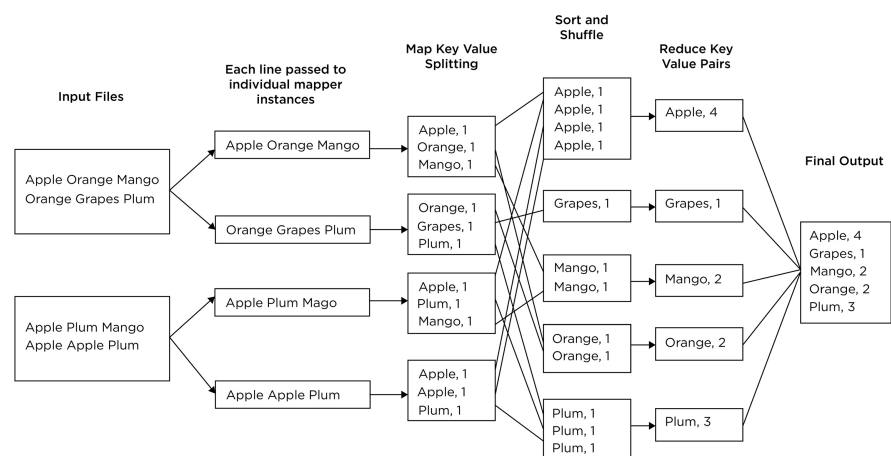 Input Files
Apple Orange Mango
Orange Grapes Plum
Apple Plum Mango
Apple Apple Plum
Each line passed to
individual mapper
instances
Apple Orange Mango
Orange Grapes Plum
Apple Plum Mago
Apple Apple Plum
Map Key Value
Splitting
Apple, 1
Orange, 1
Mango, 1
Orange, 1
Grapes, 1
Plum, 1
Apple, 1
Plum, 1
Mango, 1
Apple, 1
Apple, 1
Plum, 1
Sort and
Shuffle
Apple, 1
Apple, 1
Apple, 1
Apple, 1
Grapes, 1
Mango, 1
Mango, 1
Orange, 1
Orange, 1
Plum, 1
Plum, 1
Plum, 1
Reduce Key
Value Pairs
Apple, 4
Grapes, 1
Mango, 2
Orange, 2
Plum, 3
Final Output
Apple, 4
Grapes, 1
Mango, 2
Orange, 2
Plum, 3